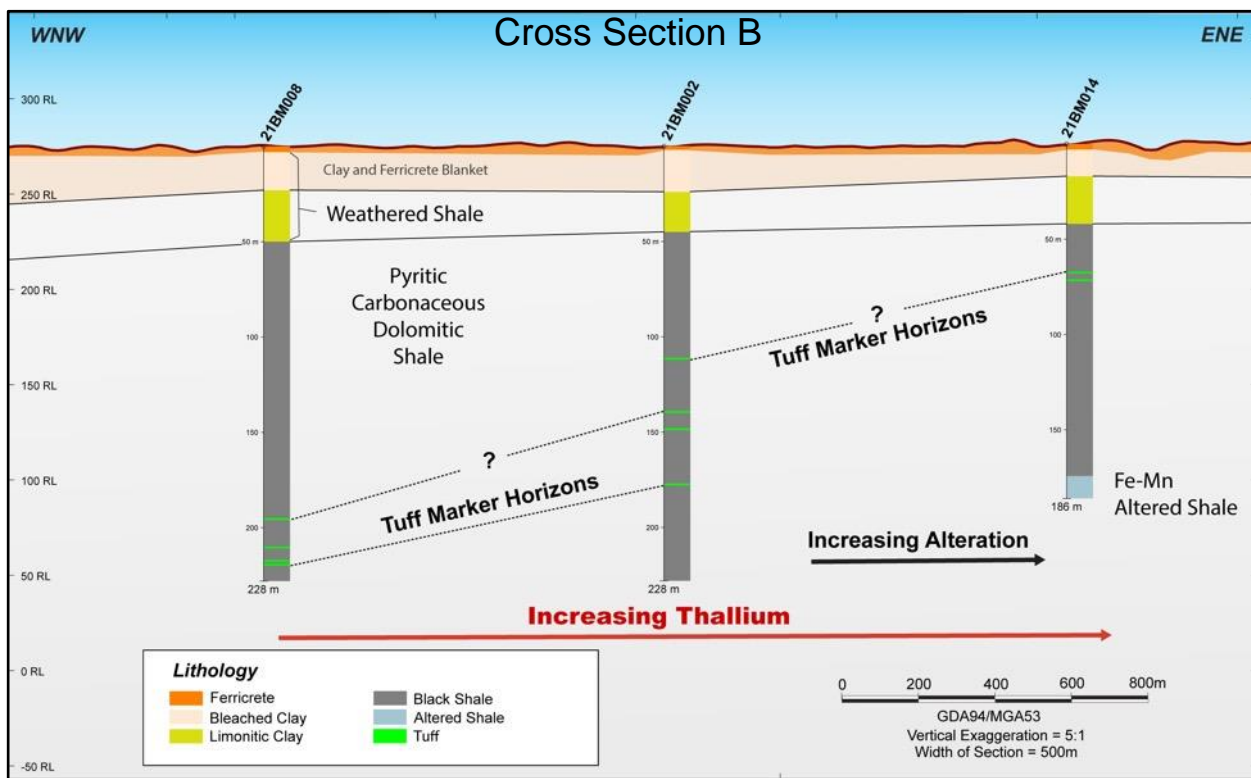 Cross Section B
WNW
ENE
300 RL
250 RL
200 RL
150 RL
100 RL
50 RL
0 RL
-50 RL
21BM008
21BM002
21BM014
Clay and Ferricrete Blanket
Weathered Shale
Pyritic
Carbonaceous
Dolomitic
Shale
50 m
100
150
200
228 m
?
Tuff Marker Horizons
50 m
100
150
200
228 m
?
Tuff Marker Horizons
50 m
100
150
186 m
Fe-Mn
Altered Shale
Increasing Alteration
Increasing Thallium
Lithology
Ferricrete
Bleached Clay
Limonitic Clay
Black Shale
Altered Shale
Tuff
0 200 400 600 800m
GDA94/MGA53
Vertical Exaggeration = 5:1
Width of Section = 500m